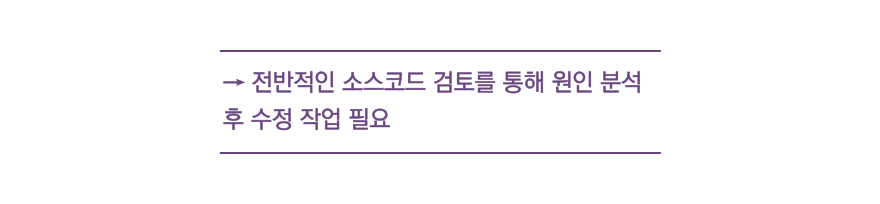 → 전반적인 소스코드 검토를 통해 원인 분석
후 수정 작업 필요